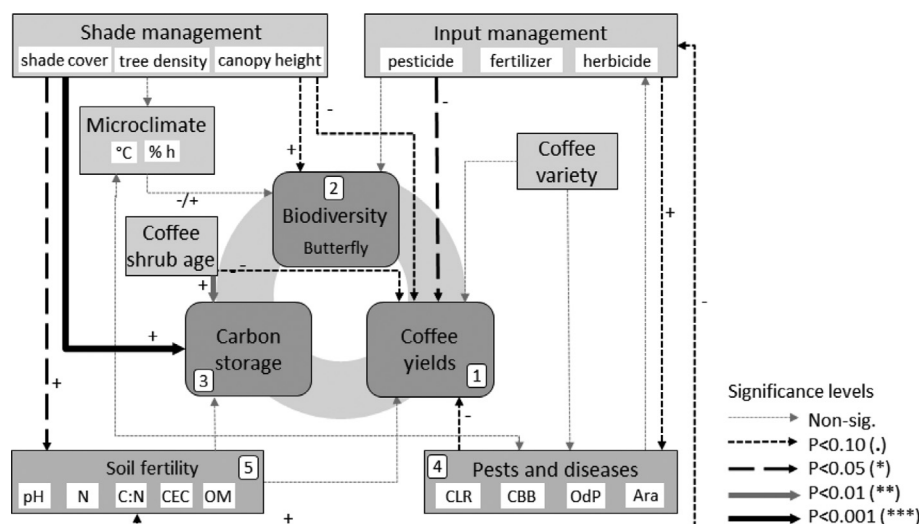 Shade management
shade cover tree density canopy height
Input management
pesticide fertilizer herbicide
-
-
Microclimate
°C % h
+
-/+
2
Biodiversity
Butterfly
Coffee
variety
+
Coffee
shrub age
--
+
-
Carbon
storage
3
+
Coffee
yields
1
+
-
Soil fertility 5
pH N C:N CEC OM
4 Pests and diseases
CLR CBB OdP Ara
+
Significance levels
Non-sig.
P<0.10 (.)
P<0.05 (*)
P<0.01 (**)
P<0.001 (***)